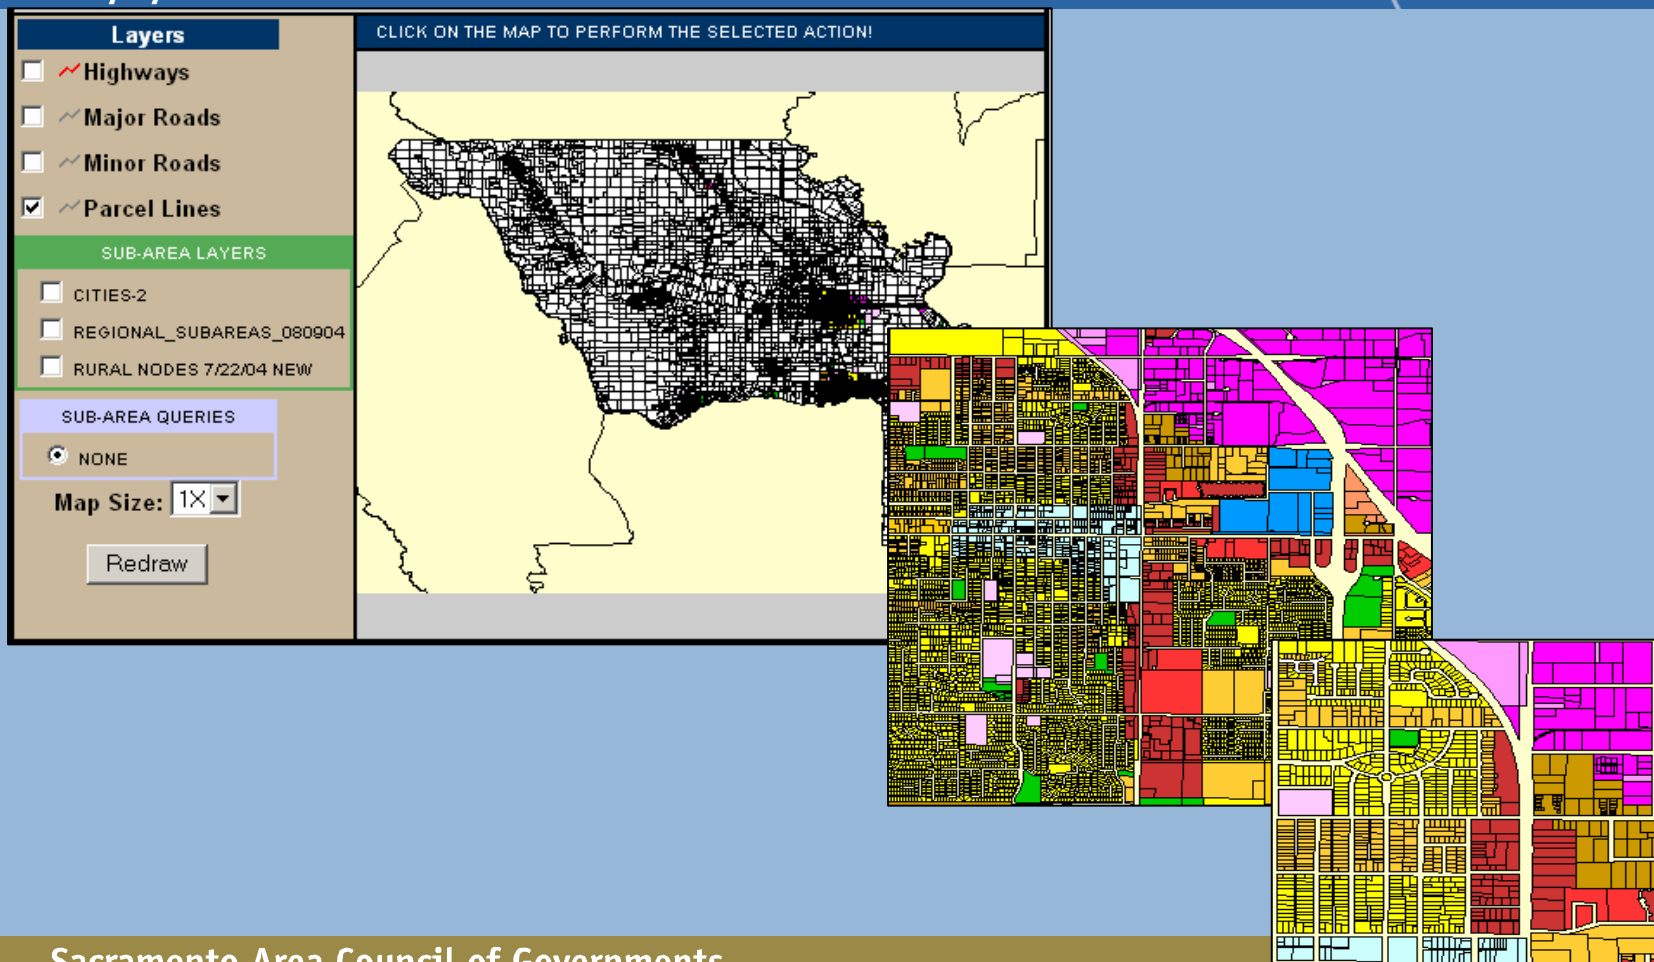 Layers
CLICK ON THE MAP TO PERFORM THE SELECTED ACTION!
Highways
Major Roads
Minor Roads
Parcel Lines
SUB-AREA LAYERS
CITIES-2
REGIONAL_SUBAREAS_080904
RURAL NODES 7/22/04 NEW
SUB-AREA QUERIES
NONE
Map Size: 1X
Redraw
Sacramento Area Council of Governments